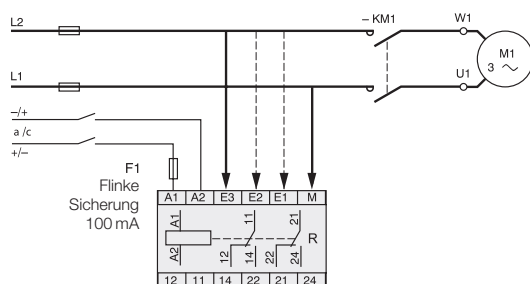 L2
– KM1
W1
M1
3 ~
L1
U1
–/+
a /c
+/–
F1
Flinke
Sicherung
100 mA
A1 A2 E3 E2 E1 M
A1
A2
11
12 14
21
22 24
R
12 11 14 22 21 24